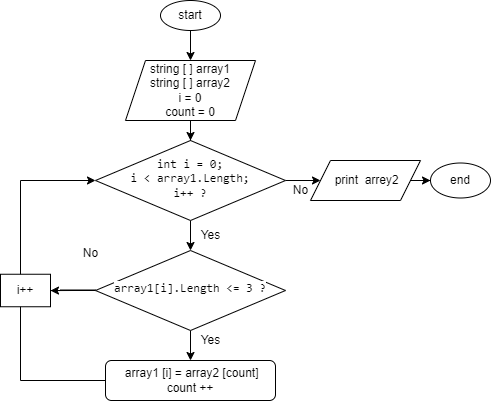 start
string [ ] array1
string [ ] array2
i = 0
count = 0
int i = 0;
i < array1.Length;
i++ ?
No
print arrey2
end
Yes
No
array1[i].Length <= 3 ?
i++
Yes
array1 [i] = array2 [count]
count ++